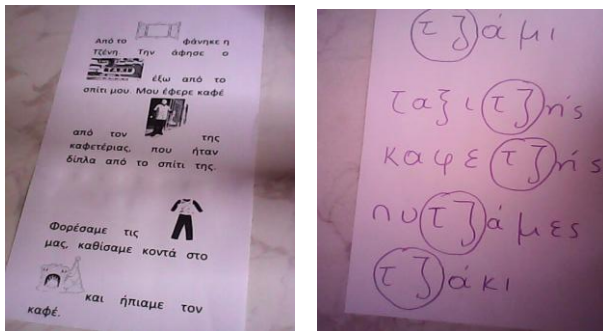 Από το φάνηκε η
Τζένη Την άφησε ο
έξω από το
σπίτι μου. Μου έφερε καφέ
από τον της
καφετέριας, που ήταν
δίπλα από το σπίτι της.
Φορέσαμε τις
μας, καθίσαμε κοντά στο
και ήπιαμε τον
καφέ.
τζάμι
ταξιτζής
καφετζής
πυτζάμες
τζάκι